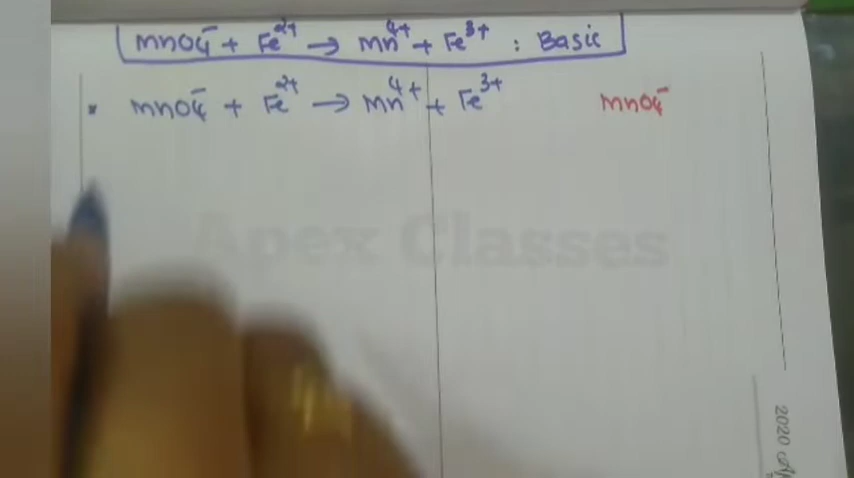 mnO₄⁻ + Fe²⁺ → Mn⁴⁺ + Fe³⁺ : Basic
* mnO₄⁻ + Fe²⁺ → Mn⁴⁺ + Fe³⁺ mnO₄⁻
Apex Classes
2020